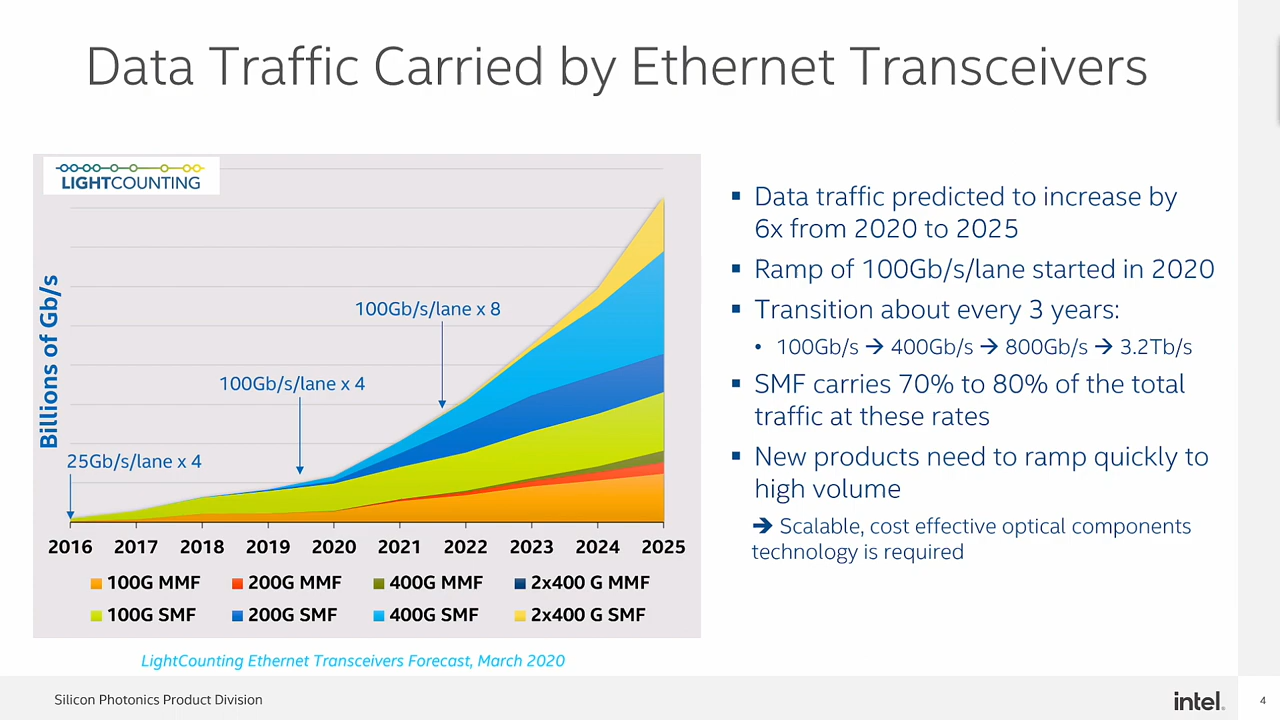 Data Traffic Carried by Ethernet Transceivers
LIGHTCOUNTING
Billions of Gb/s
25Gb/s/lane x 4
100Gb/s/lane x 4
100Gb/s/lane x 8
2016 2017 2018 2019 2020 2021 2022 2023 2024 2025
100G MMF 200G MMF 400G MMF 2x400 G MMF
100G SMF 200G SMF 400G SMF 2x400 G SMF
LightCounting Ethernet Transceivers Forecast, March 2020
▪ Data traffic predicted to increase by
6x from 2020 to 2025
▪ Ramp of 100Gb/s/lane started in 2020
▪ Transition about every 3 years:
• 100Gb/s → 400Gb/s → 800Gb/s → 3.2Tb/s
▪ SMF carries 70% to 80% of the total
traffic at these rates
▪ New products need to ramp quickly to
high volume
→ Scalable, cost effective optical components
technology is required
Silicon Photonics Product Division
intel.
4